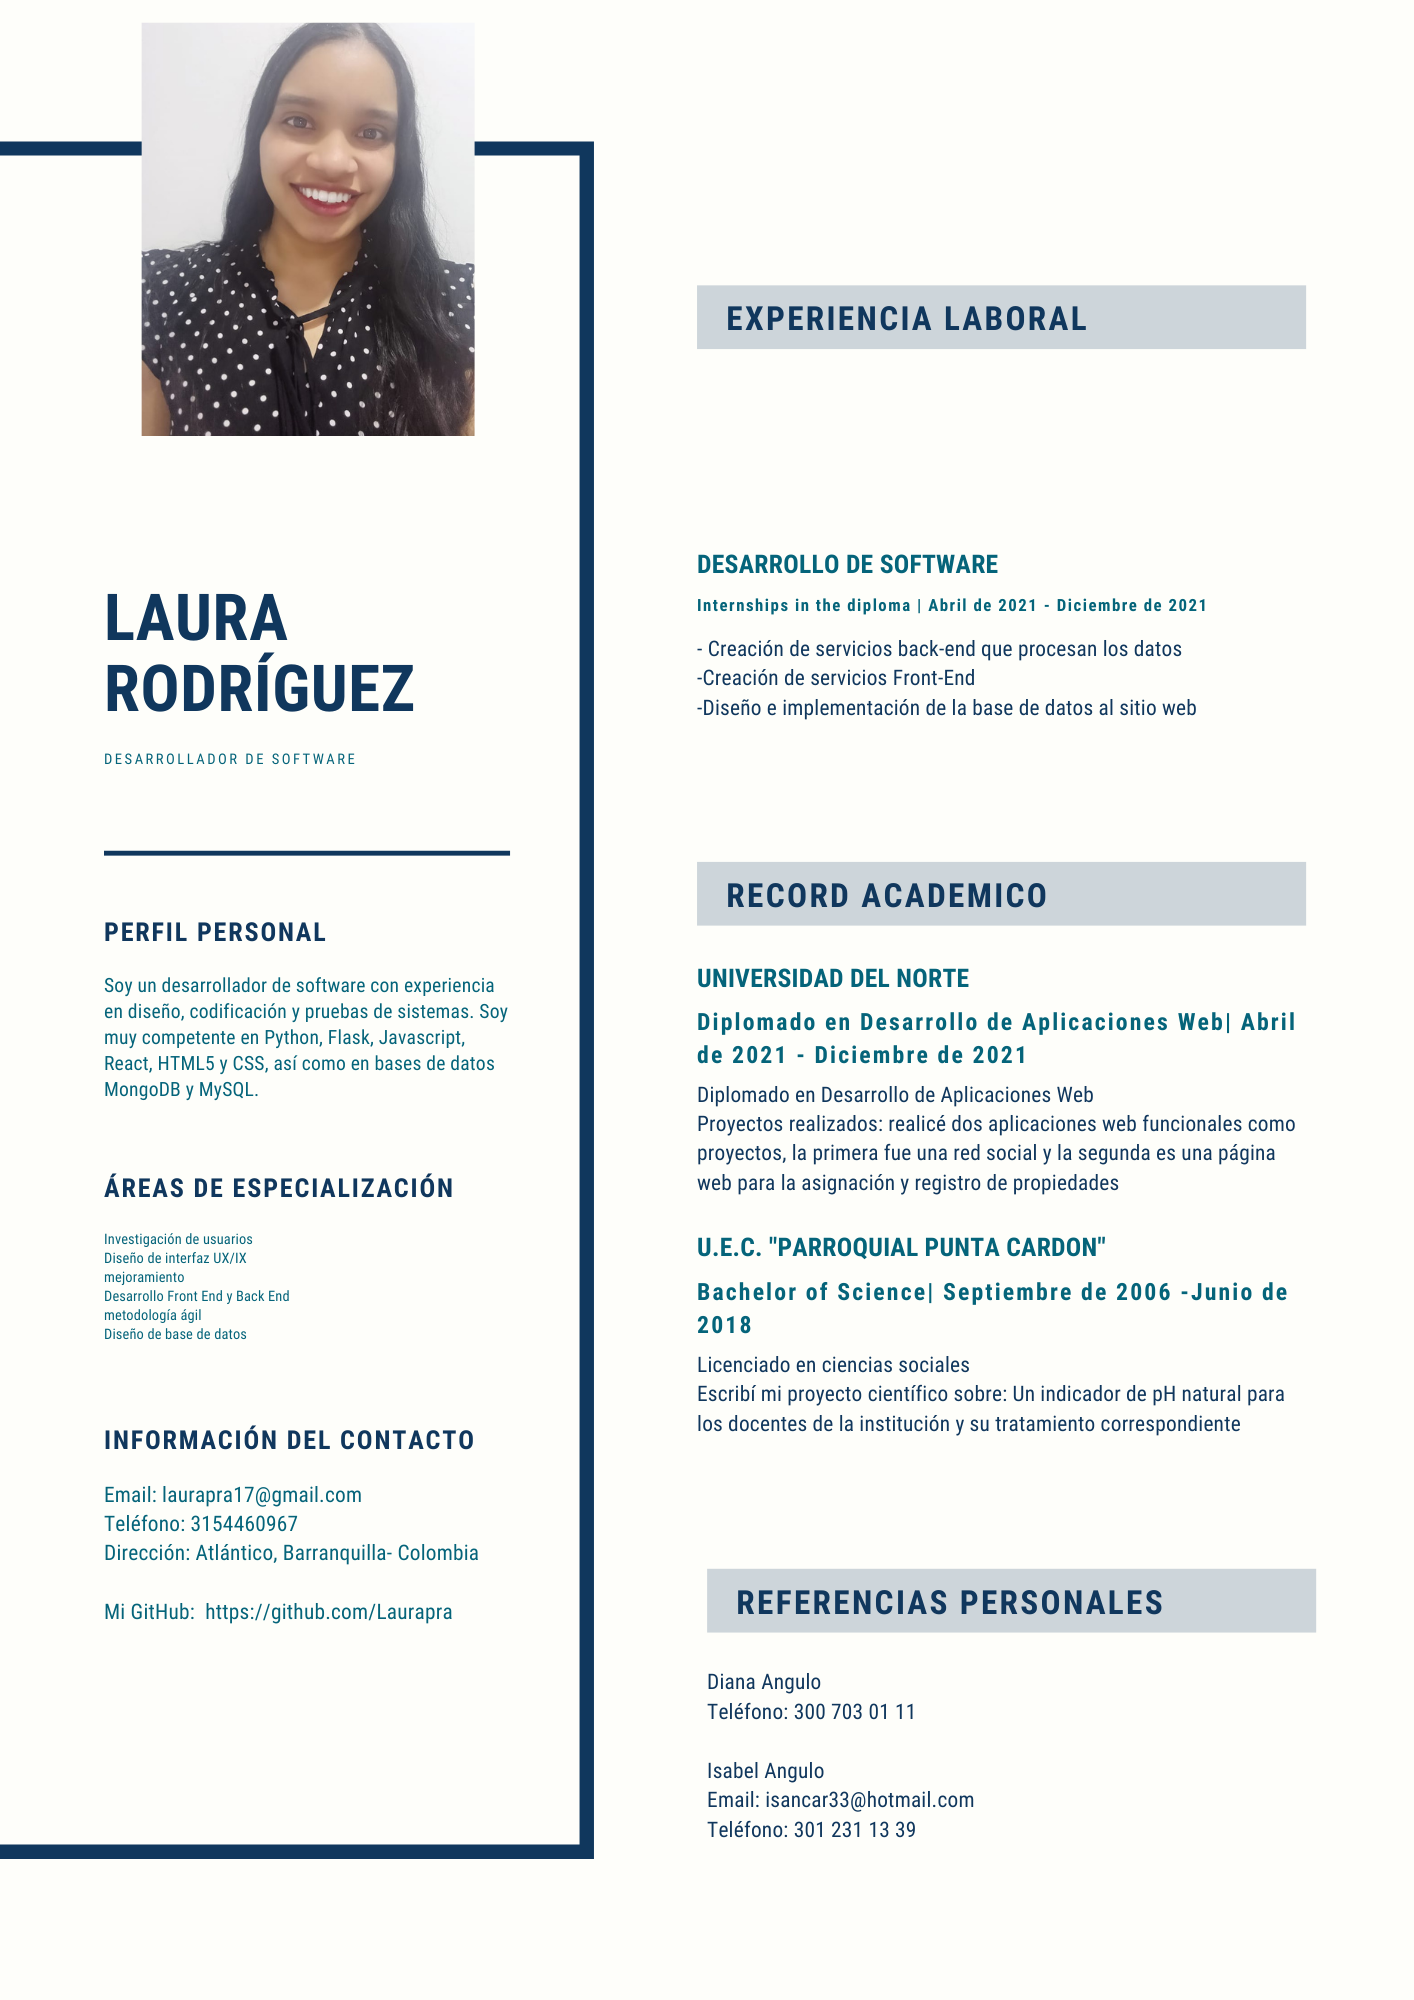 LAURA
RODRÍGUEZ
DESARROLLADOR DE SOFTWARE
PERFIL PERSONAL
Soy un desarrollador de software con experiencia
en diseño, codificación y pruebas de sistemas. Soy
muy competente en Python, Flask, Javascript,
React, HTML5 y CSS, así como en bases de datos
MongoDB y MySQL.
ÁREAS DE ESPECIALIZACIÓN
Investigación de usuarios
Diseño de interfaz UX/IX
mejoramiento
Desarrollo Front End y Back End
metodología ágil
Diseño de base de datos
INFORMACIÓN DEL CONTACTO
Email: laurapra17@gmail.com
Teléfono: 3154460967
Dirección: Atlántico, Barranquilla- Colombia
Mi GitHub:  https://github.com/Laurapra
EXPERIENCIA LABORAL
DESARROLLO DE SOFTWARE
Internships in the diploma | Abril de 2021 - Diciembre de 2021
- Creación de servicios back-end que procesan los datos
-Creación de servicios Front-End
-Diseño e implementación de la base de datos al sitio web
RECORD ACADEMICO
UNIVERSIDAD DEL NORTE
Diplomado en Desarrollo de Aplicaciones Web| Abril
de 2021 - Diciembre de 2021
Diplomado en Desarrollo de Aplicaciones Web
Proyectos realizados: realicé dos aplicaciones web funcionales como
proyectos, la primera fue una red social y la segunda es una página
web para la asignación y registro de propiedades
U.E.C. "PARROQUIAL PUNTA CARDON"
Bachelor of Science| Septiembre de 2006 -Junio de
2018
Licenciado en ciencias sociales
Escribí mi proyecto científico sobre: Un indicador de pH natural para
los docentes de la institución y su tratamiento correspondiente
REFERENCIAS PERSONALES
Diana Angulo
Teléfono: 300 703 01 11
Isabel Angulo
Email: isancar33@hotmail.com
Teléfono: 301 231 13 39